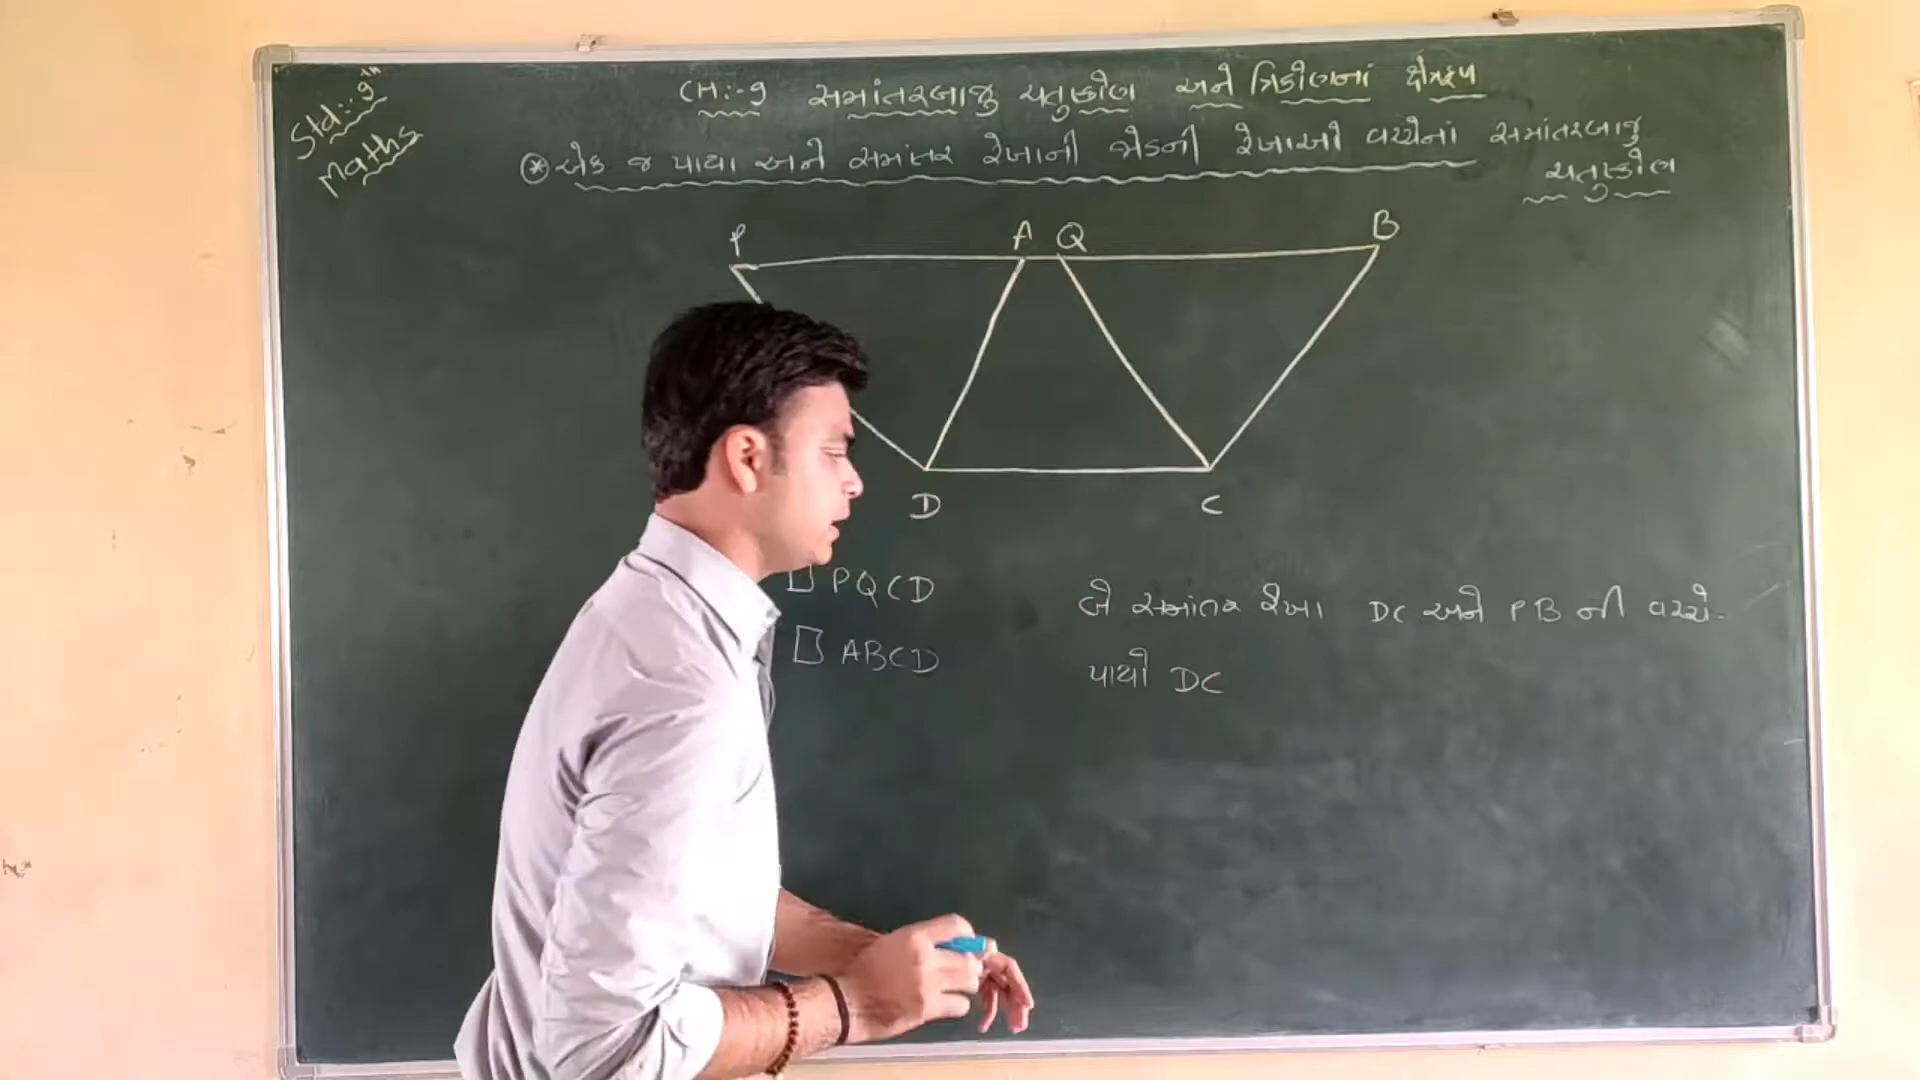 Std :- 9th
Maths
CH:- 9 સમાંતરબાજુ ચતુષ્કોણ અને ત્રિકોણનાં ક્ષેત્રફળ
* એક જ પાયા અને સમાંતર રેખાની જોડની રેખાઓ વચ્ચેનાં સમાંતરબાજુ
ચતુષ્કોણ
P A Q B
D C
□ PQCD
□ ABCD
બે સમાંતર રેખા DC અને PB ની વચ્ચે.
પાયો DC